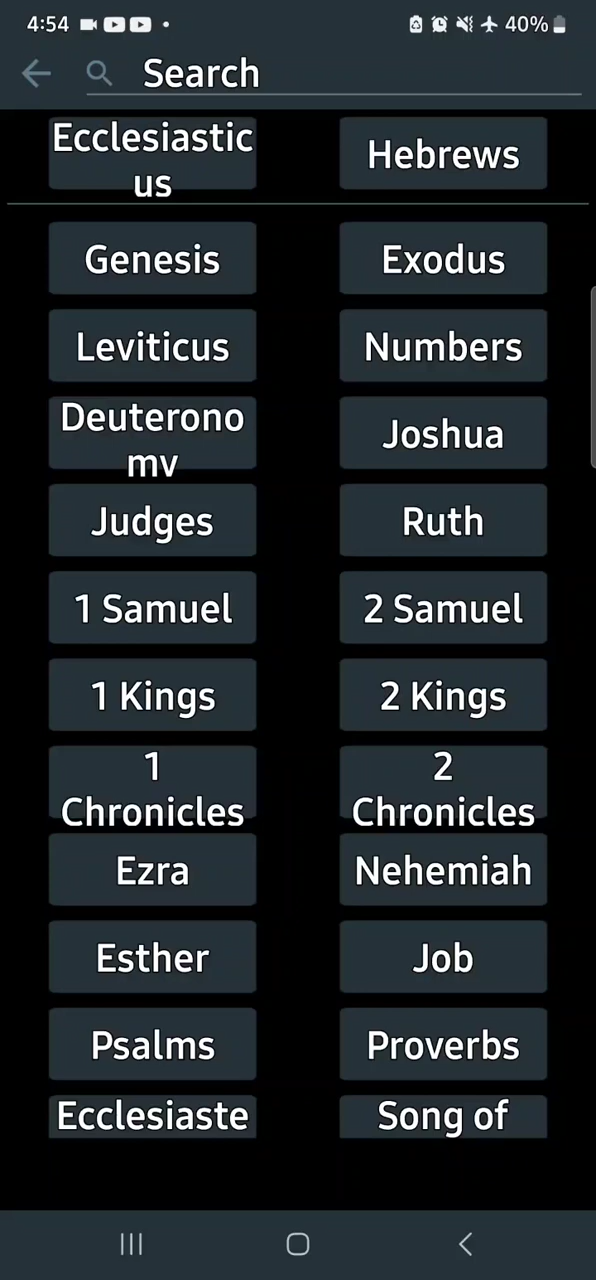 4:54
40%
Search
Ecclesiastic
us
Hebrews
Genesis
Exodus
Leviticus
Numbers
Deuterono
my
Joshua
Judges
Ruth
1 Samuel
2 Samuel
1 Kings
2 Kings
1
Chronicles
2
Chronicles
Ezra
Nehemiah
Esther
Job
Psalms
Proverbs
Ecclesiaste
Song of